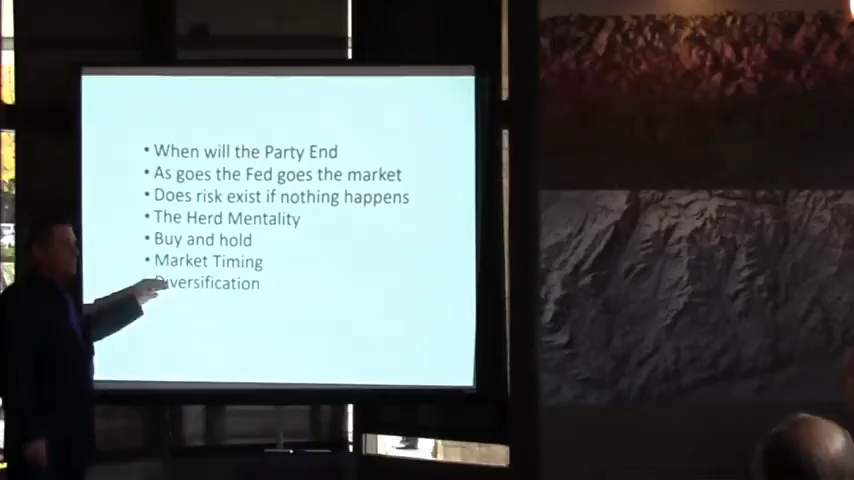 • When will the Party End
• As goes the Fed goes the market
• Does risk exist if nothing happens
• The Herd Mentality
• Buy and hold
• Market Timing
• Diversification